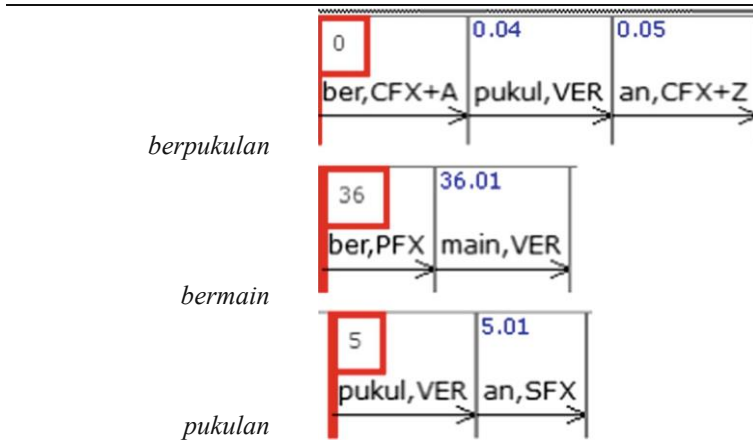 0 0.04 0.05
ber,CFX+A pukul,VER an,CFX+Z
berpukulan
36 36.01
ber,PFX main,VER
bermain
5 5.01
pukul,VER an,SFX
pukulan